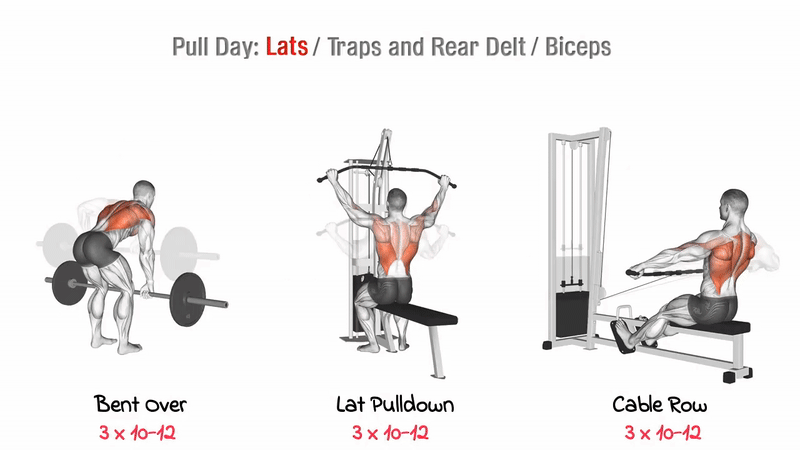 Pull Day: Lats / Traps and Rear Delt / Biceps
Bent Over
3 x 10-12
Lat Pulldown
3 x 10-12
Cable Row
3 x 10-12